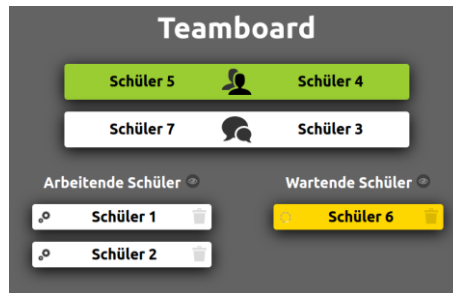 Teamboard
Schüler 5 Schüler 4
Schüler 7 Schüler 3
Arbeitende Schüler Wartende Schüler
Schüler 1 Schüler 6
Schüler 2